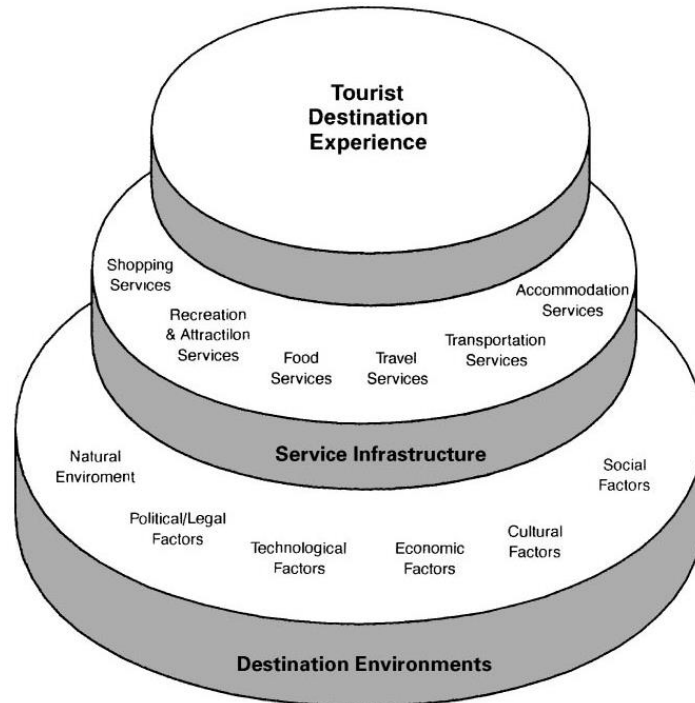 Tourist
Destination
Experience
Shopping
Services
Recreation
& Attractilon
Services
Food
Services
Travel
Services
Transportation
Services
Accommodation
Services
Service Infrastructure
Natural
Enviroment
Political/Legal
Factors
Technological
Factors
Economic
Factors
Cultural
Factors
Social
Factors
Destination Environments